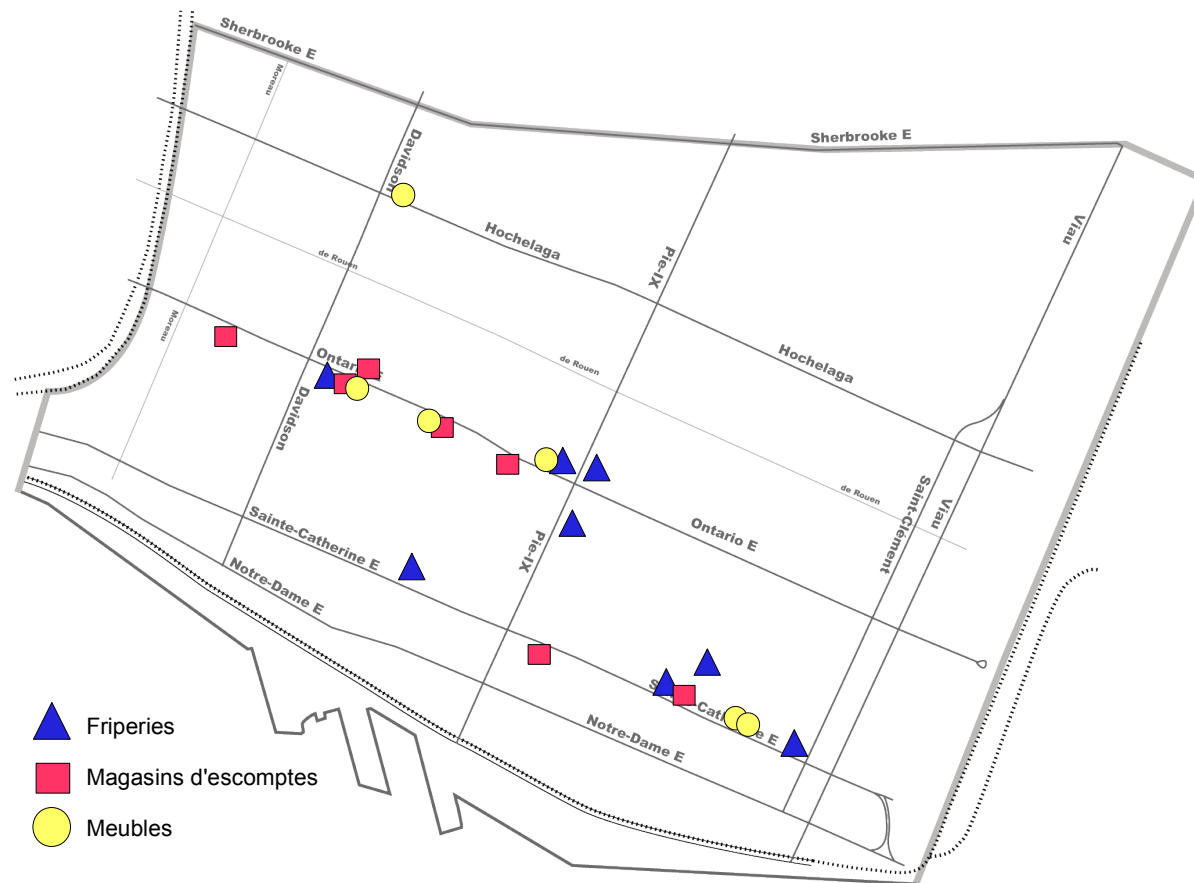 Sherbrooke E
Moreau
Sherbrooke E
Davidson
Viau
Hochelaga
Pie-IX
de Rouen
Moreau
Hochelaga
de Rouen
Davidson
de Rouen
Saint-Clément
Viau
Ontario E
Pie-IX
Sainte-Catherine E
Notre-Dame E
Notre-Dame E
Friperies
Magasins d'escomptes
Meubles